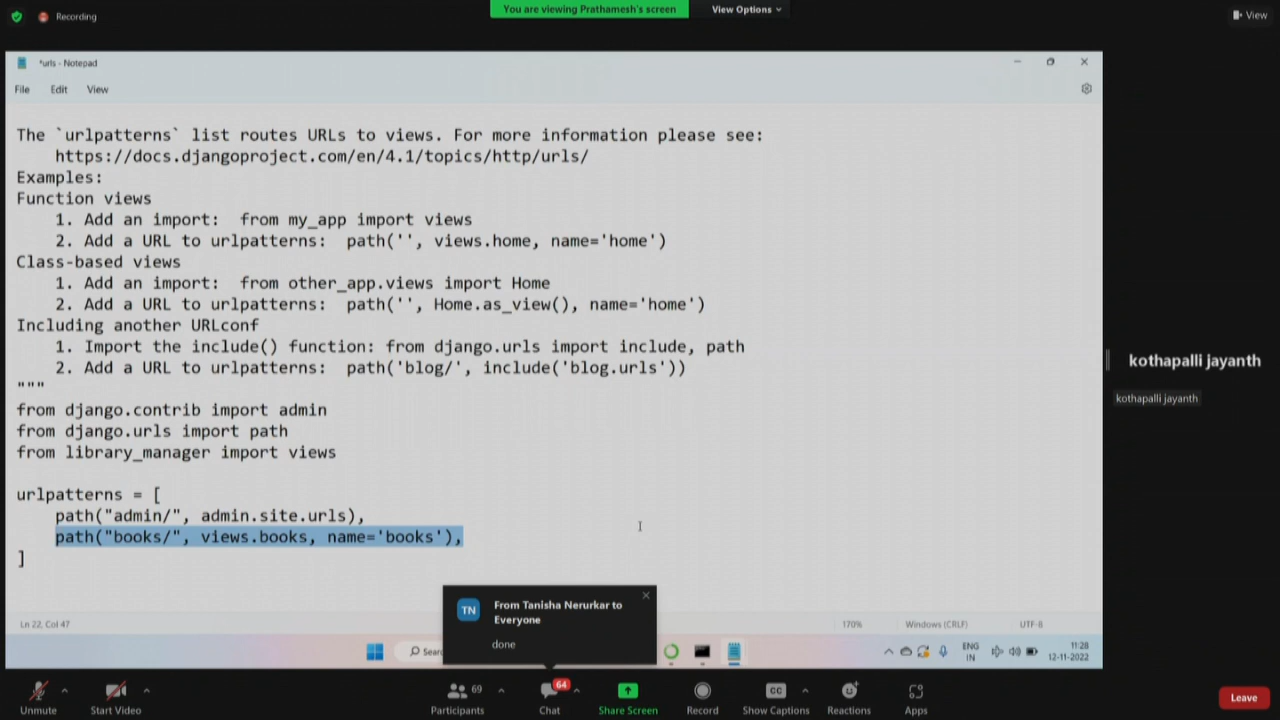 Recording
You are viewing Prathamesh's screen
View Options
View
*urls - Notepad
File Edit View
The `urlpatterns` list routes URLs to views. For more information please see:
https://docs.djangoproject.com/en/4.1/topics/http/urls/
Examples:
Function views
1. Add an import:  from my_app import views
2. Add a URL to urlpatterns:  path('', views.home, name='home')
Class-based views
1. Add an import:  from other_app.views import Home
2. Add a URL to urlpatterns:  path('', Home.as_view(), name='home')
Including another URLconf
1. Import the include() function: from django.urls import include, path
2. Add a URL to urlpatterns:  path('blog/', include('blog.urls'))
"""
from django.contrib import admin
from django.urls import path
from library_manager import views
urlpatterns = [
path("admin/", admin.site.urls),
path("books/", views.books, name='books'),
]
kothapalli jayanth
kothapalli jayanth
TN
From Tanisha Nerurkar to
Everyone
done
Ln 22, Col 47
170%
Windows (CRLF)
UTF-8
Sear
ENG
IN
11:28
12-11-2022
Unmute
Start Video
69
Participants
64
Chat
Share Screen
Record
CC
Show Captions
Reactions
Apps
Leave